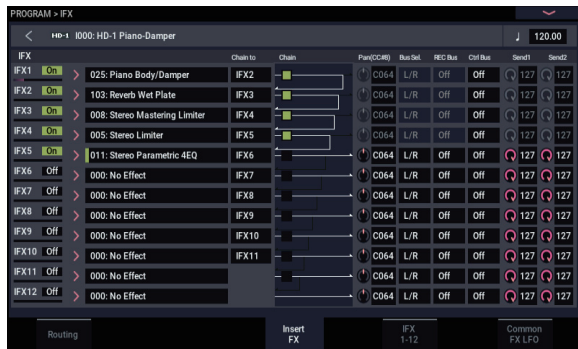 PROGRAM > IFX
HD-1 I000: HD-1 Piano-Damper ♩ 120.00
IFX Chain to Chain Pan(CC#8) Bus Sel. REC Bus Ctrl Bus Send1 Send2
IFX1 On 025: Piano Body/Damper IFX2 C064 L/R Off Off 127 127
IFX2 On 103: Reverb Wet Plate IFX3 C064 L/R Off Off 127 127
IFX3 On 008: Stereo Mastering Limiter IFX4 C064 L/R Off Off 127 127
IFX4 On 005: Stereo Limiter IFX5 C064 L/R Off Off 127 127
IFX5 On 011: Stereo Parametric 4EQ IFX6 C064 L/R Off Off 127 127
IFX6 Off 000: No Effect IFX7 C064 L/R Off Off 127 127
IFX7 Off 000: No Effect IFX8 C064 L/R Off Off 127 127
IFX8 Off 000: No Effect IFX9 C064 L/R Off Off 127 127
IFX9 Off 000: No Effect IFX10 C064 L/R Off Off 127 127
IFX10 Off 000: No Effect IFX11 C064 L/R Off Off 127 127
IFX11 Off 000: No Effect C064 L/R Off Off 127 127
IFX12 Off 000: No Effect C064 L/R Off Off 127 127
Routing Insert FX IFX 1-12 Common FX LFO